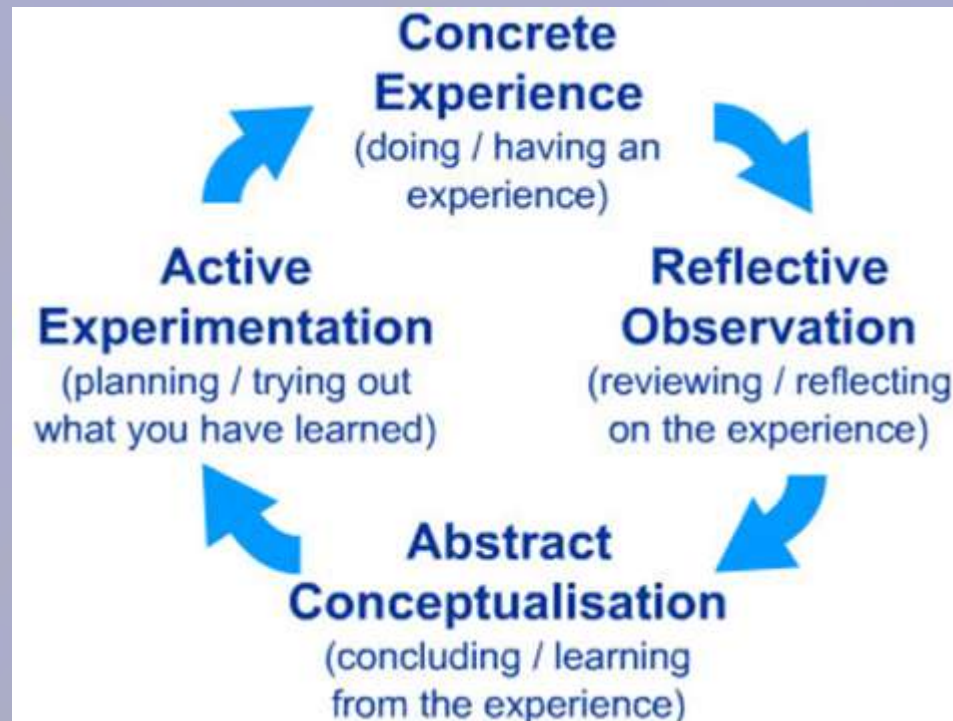 Concrete
Experience
(doing / having an
experience)
Reflective
Observation
(reviewing / reflecting
on the experience)
Abstract
Conceptualisation
(concluding / learning
from the experience)
Active
Experimentation
(planning / trying out
what you have learned)